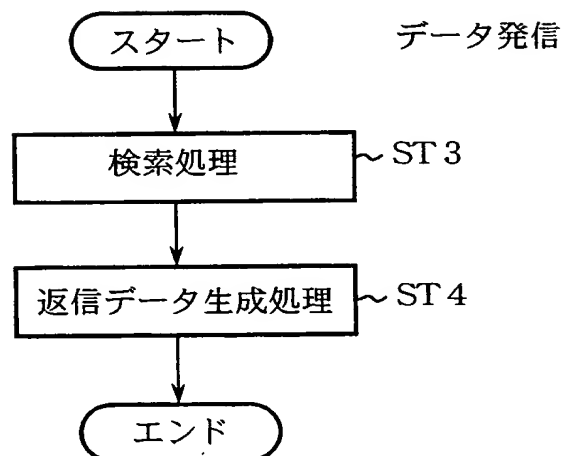 スタート
データ発信
検索処理
ST3
返信データ生成処理
ST4
エンド